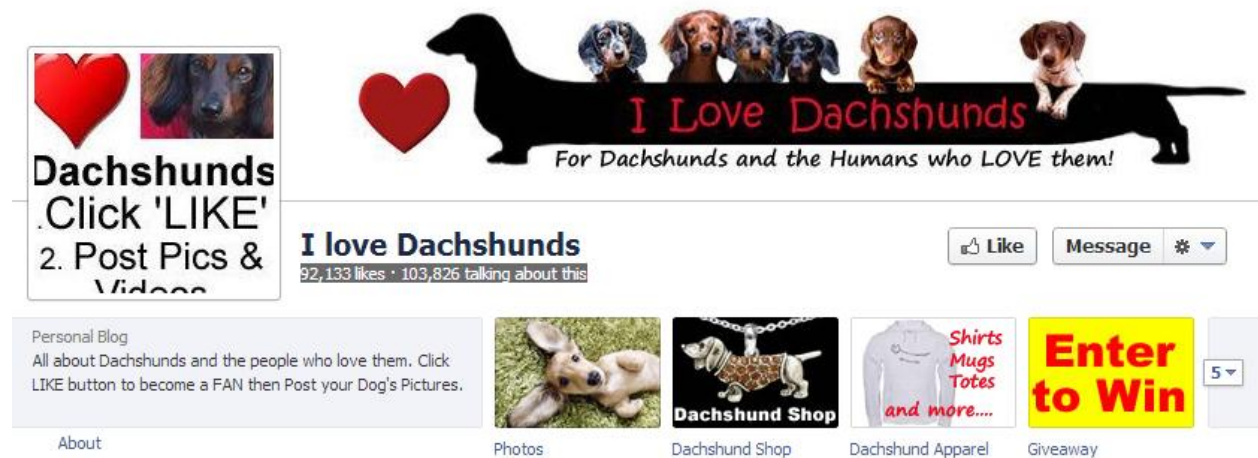 I Love Dachshunds
For Dachshunds and the Humans who LOVE them!
Dachshunds
.Click 'LIKE'
2. Post Pics &
Videos
I love Dachshunds
92,133 likes · 103,826 talking about this
Like
Message
Personal Blog
All about Dachshunds and the people who love them. Click
LIKE button to become a FAN then Post your Dog's Pictures.
About
Dachshund Shop
Shirts
Mugs
Totes
and more....
Enter
to Win
5
Photos
Dachshund Shop
Dachshund Apparel
Giveaway